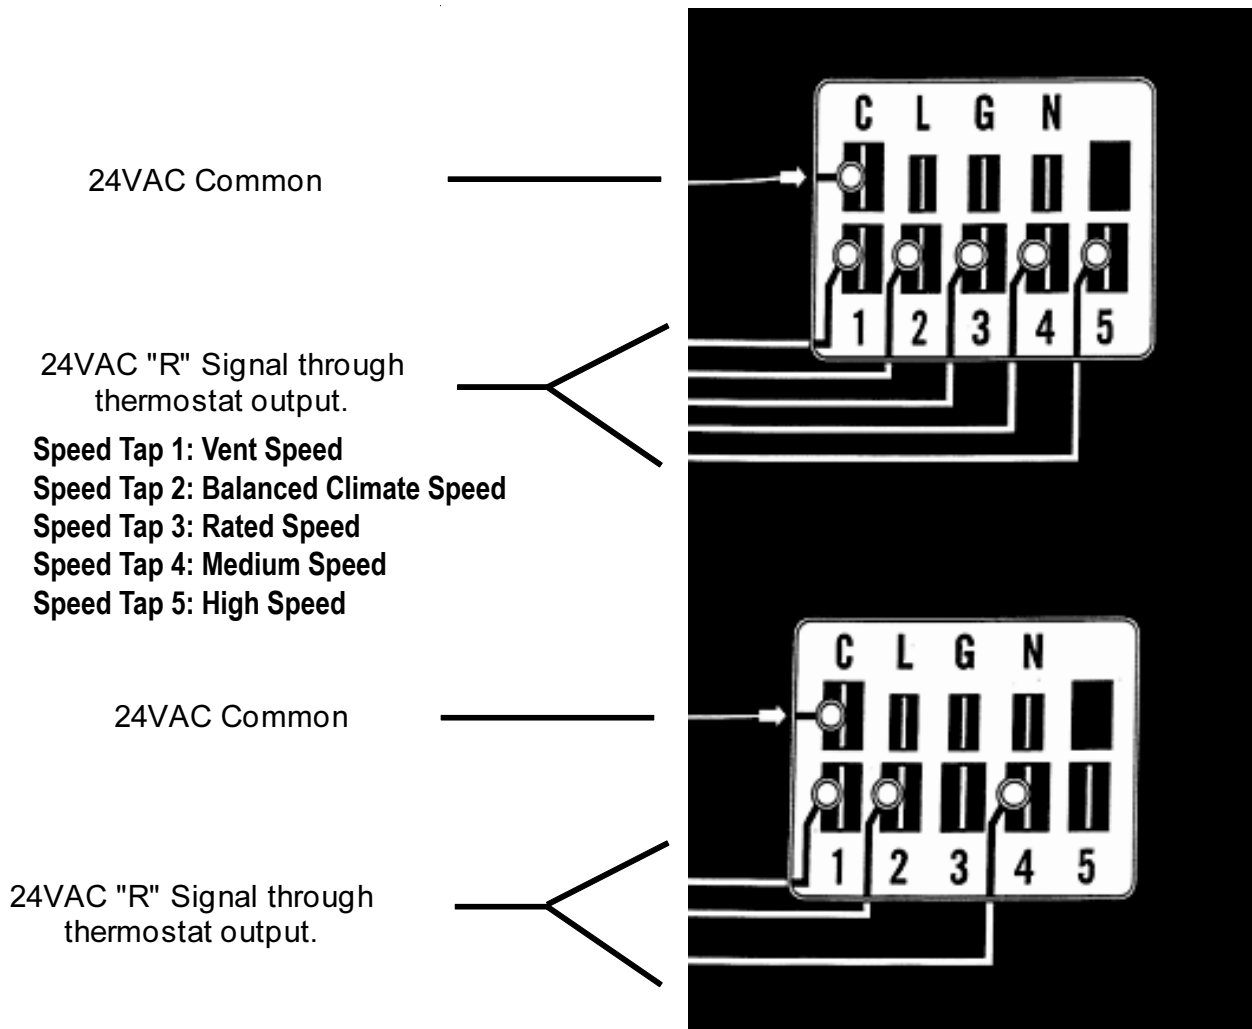 C L G N
24VAC Common
1 2 3 4 5
24VAC "R" Signal through
thermostat output.
Speed Tap 1: Vent Speed
Speed Tap 2: Balanced Climate Speed
Speed Tap 3: Rated Speed
Speed Tap 4: Medium Speed
Speed Tap 5: High Speed
C L G N
24VAC Common
1 2 3 4 5
24VAC "R" Signal through
thermostat output.